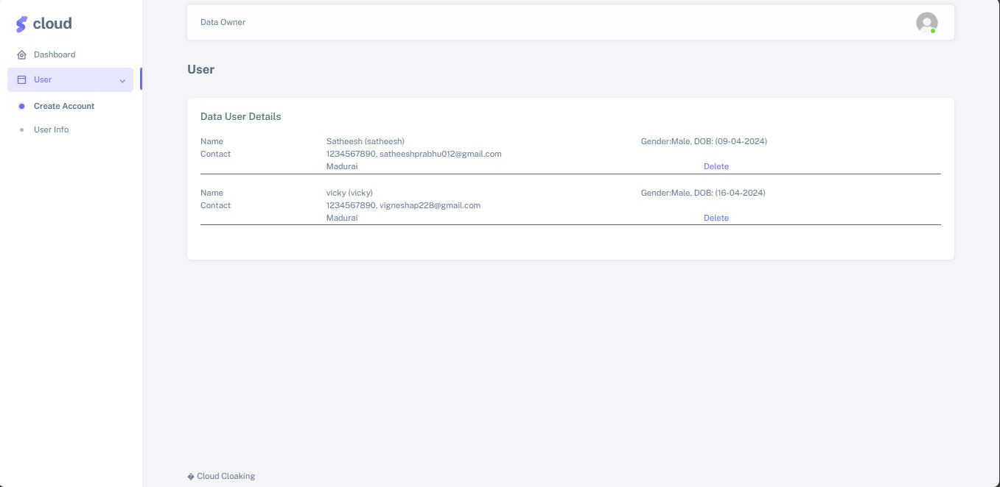 cloud
Dashboard
User
Create Account
User Info
Data Owner
User
Data User Details
Name Satheesh (satheesh) Gender:Male, DOB: (09-04-2024)
Contact 1234567890, satheeshprabhu012@gmail.com
Madurai Delete
Name vicky (vicky) Gender:Male, DOB: (16-04-2024)
Contact 1234567890, vigneshap228@gmail.com
Madurai Delete
� Cloud Cloaking